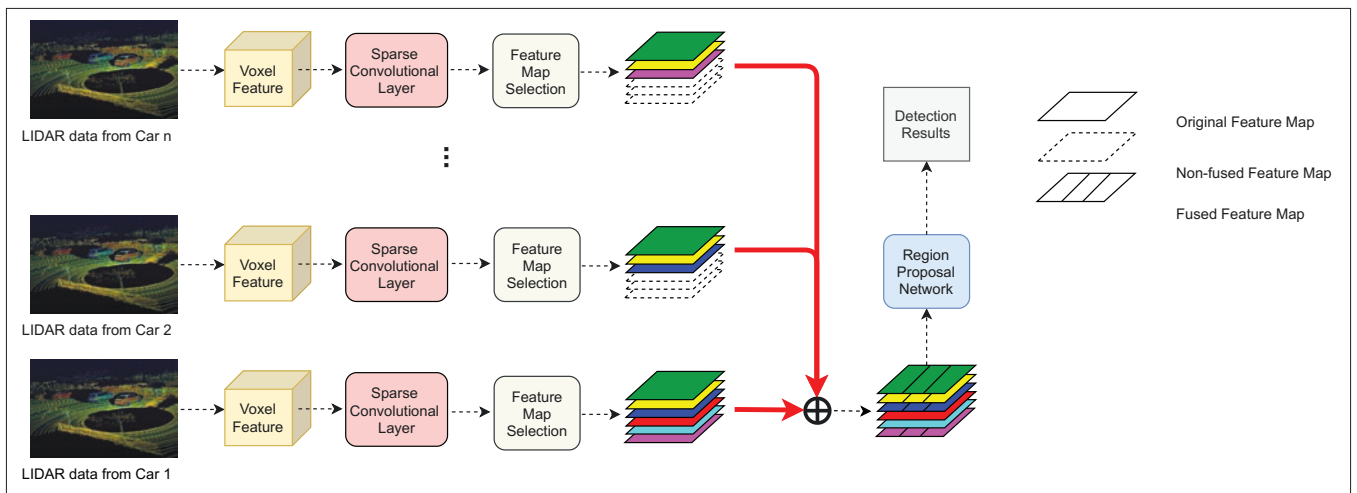 Voxel
Feature
Sparse
Convolutional
Layer
Feature
Map
Selection
LIDAR data from Car n
...
Voxel
Feature
Sparse
Convolutional
Layer
Feature
Map
Selection
LIDAR data from Car 2
Voxel
Feature
Sparse
Convolutional
Layer
Feature
Map
Selection
LIDAR data from Car 1
Detection
Results
Region
Proposal
Network
Original Feature Map
Non-fused Feature Map
Fused Feature Map